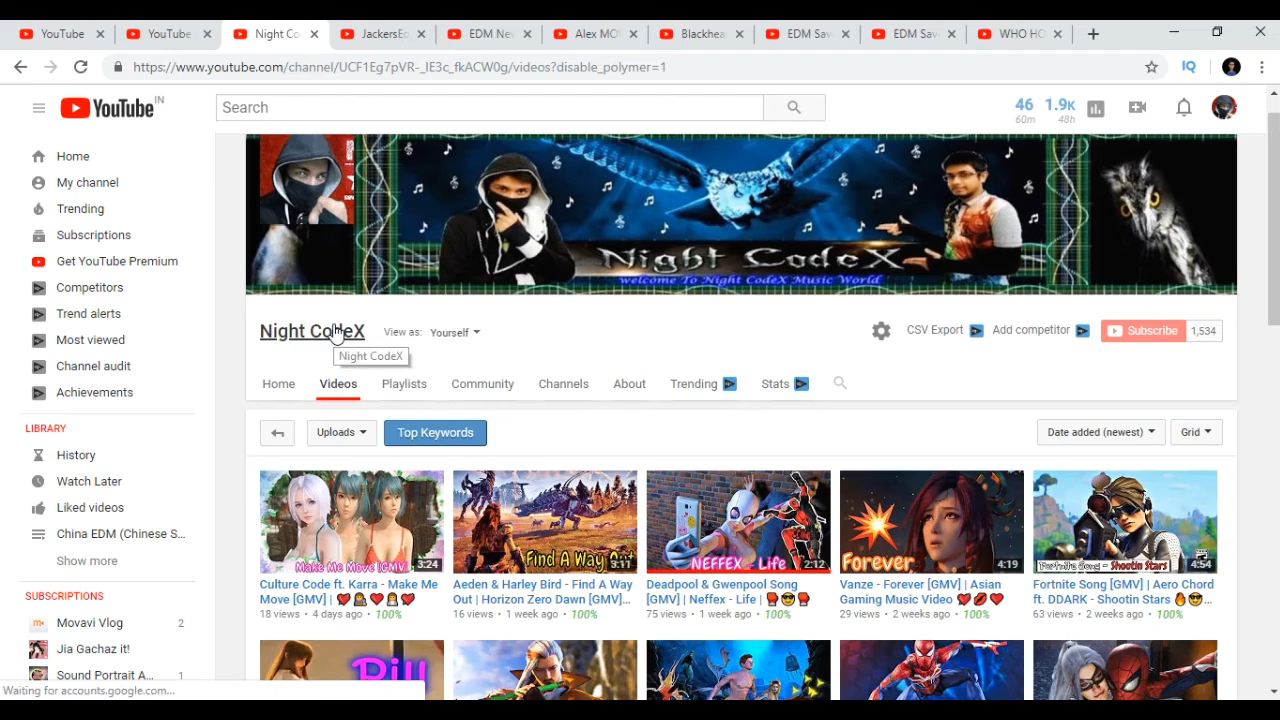 YouTube
YouTube
Night Co
JackersEo
EDM Ne
Alex MO
Blackhea
EDM Sav
EDM Sav
WHO HO
https://www.youtube.com/channel/UCF1Eg7pVR-_IE3c_fkACW0g/videos?disable_polymer=1
YouTube IN
Search
46 1.9K
60m 48h
Home
My channel
Trending
Subscriptions
Get YouTube Premium
Competitors
Trend alerts
Most viewed
Channel audit
Achievements
LIBRARY
History
Watch Later
Liked videos
China EDM (Chinese S...
Show more
SUBSCRIPTIONS
Movavi Vlog 2
Jia Gachaz it!
Sound Portrait A... 1
Waiting for accounts.google.com...
Night CodeX
welcome To Night CodeX Music World
Night CodeX View as: Yourself
Night CodeX
CSV Export Add competitor Subscribe 1,534
Home Videos Playlists Community Channels About Trending Stats
Uploads Top Keywords Date added (newest) Grid
Make Me Move [GMV] 3:24
Find A Way Out 3:11
NEFFEX - Life 2:12
Forever 4:19
Fortnite Song - Shootin Stars 4:54
Culture Code ft. Karra - Make Me
Move [GMV] | 💔👩‍❤️‍👩💔
18 views • 4 days ago • 100%
Aeden & Harley Bird - Find A Way
Out | Horizon Zero Dawn [GMV]...
16 views • 1 week ago • 100%
Deadpool & Gwenpool Song
[GMV] | Neffex - Life | 🥊😎🥊
75 views • 1 week ago • 100%
Vanze - Forever [GMV] | Asian
Gaming Music Video 💘💋❤️
29 views • 2 weeks ago • 100%
Fortnite Song [GMV] | Aero Chord
ft. DDARK - Shootin Stars 🔥😎...
63 views • 2 weeks ago • 100%